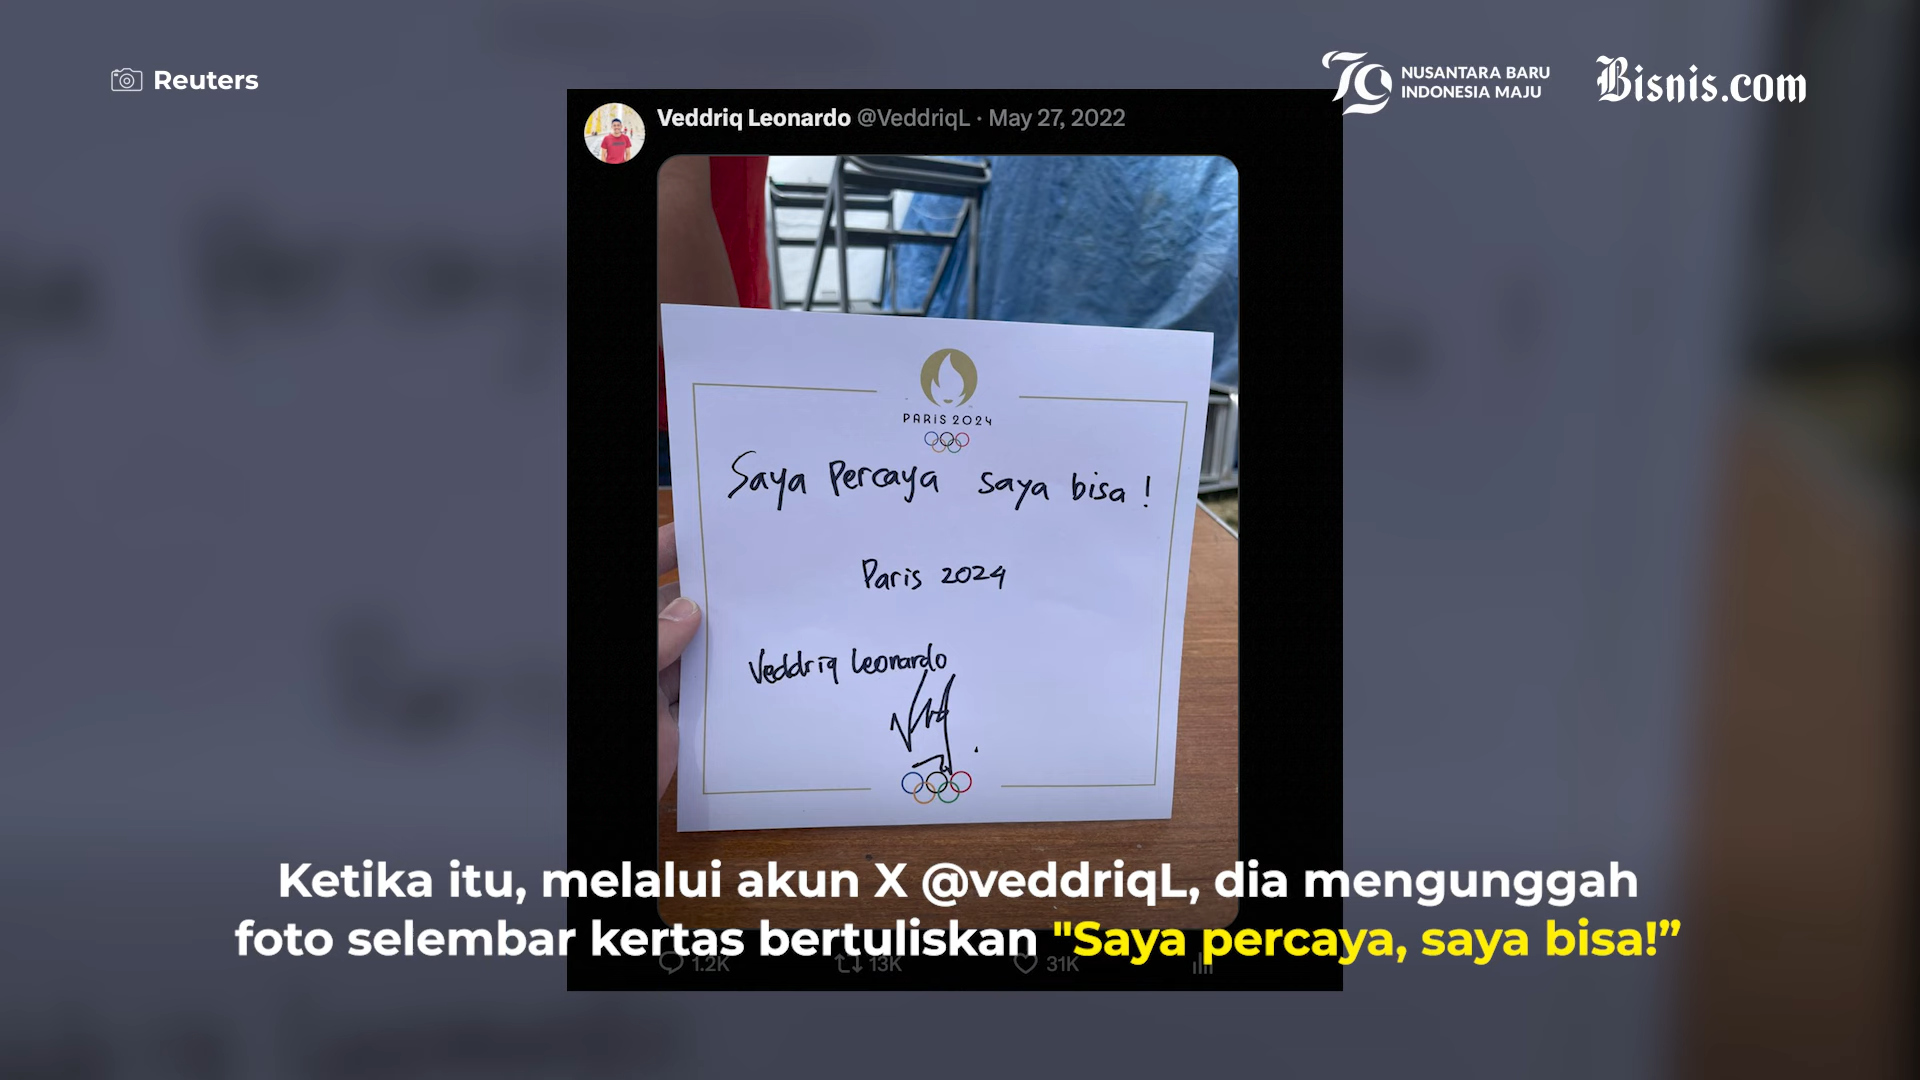 Reuters
79 NUSANTARA BARU
INDONESIA MAJU
Bisnis.com
Veddriq Leonardo @VeddriqL · May 27, 2022
PARIS 2024
Saya Percaya saya bisa !
Paris 2024
Veddriq Leonardo
Ketika itu, melalui akun X @veddriqL, dia mengunggah
foto selembar kertas bertuliskan "Saya percaya, saya bisa!”
1.2K 13K 31K